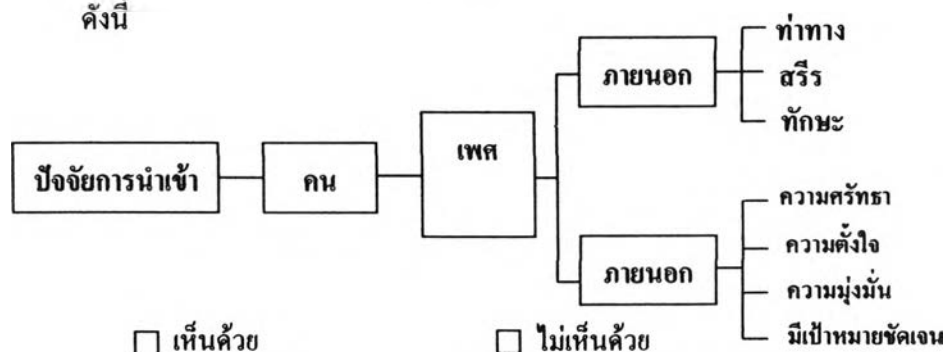 ดังนี้
ปัจจัยการนำเข้า
คน
เพศ
ภายนอก
ท่าทาง
สรีร
ทักษะ
ภายนอก
ความศรัทธา
ความตั้งใจ
ความมุ่งมั่น
มีเป้าหมายชัดเจน
เห็นด้วย
ไม่เห็นด้วย